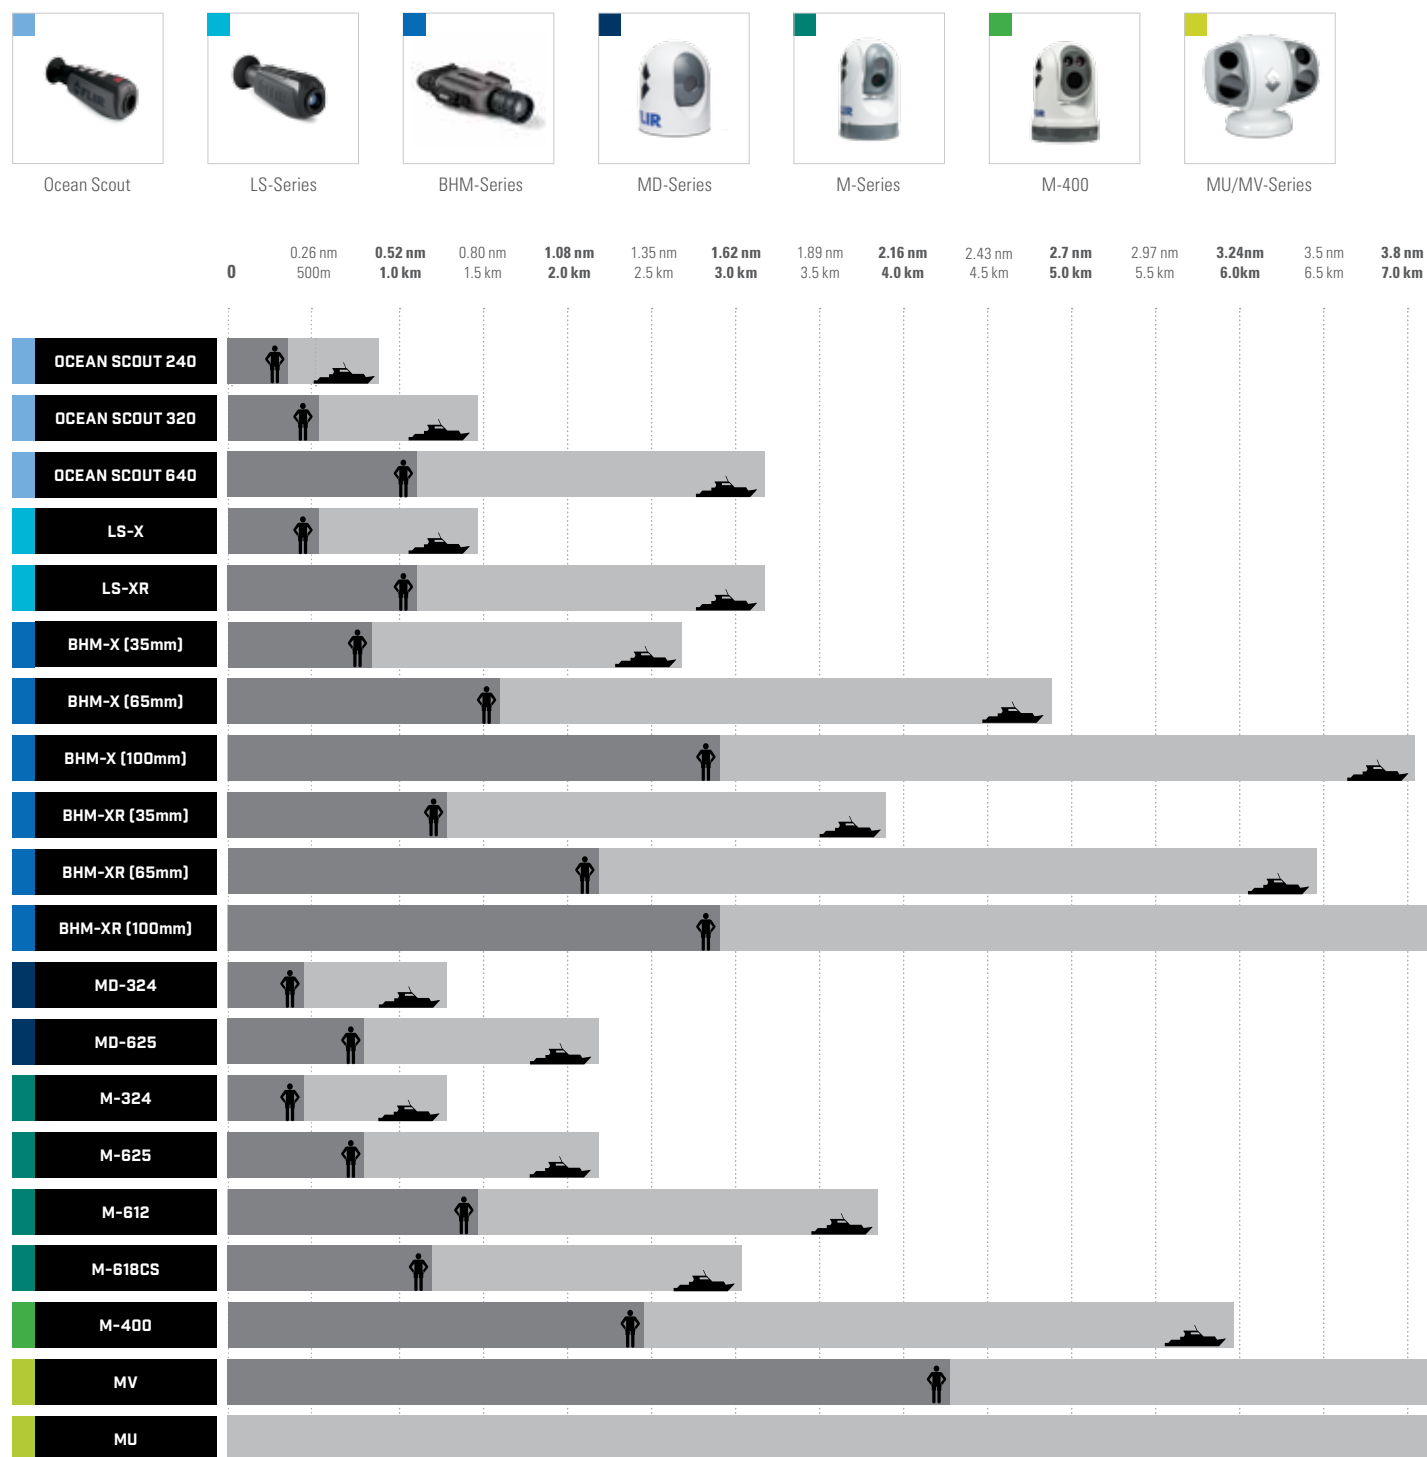 FLIR
LIR
LIR
Ocean Scout
LS-Series
BHM-Series
MD-Series
M-Series
M-400
MU/MV-Series
0.26 nm 0.52 nm 0.80 nm 1.08 nm 1.35 nm 1.62 nm 1.89 nm 2.16 nm 2.43 nm 2.7 nm 2.97 nm 3.24nm 3.5 nm 3.8 nm
0 500m 1.0 km 1.5 km 2.0 km 2.5 km 3.0 km 3.5 km 4.0 km 4.5 km 5.0 km 5.5 km 6.0km 6.5 km 7.0 km
OCEAN SCOUT 240
OCEAN SCOUT 320
OCEAN SCOUT 640
LS-X
LS-XR
BHM-X (35mm)
BHM-X (65mm)
BHM-X (100mm)
BHM-XR (35mm)
BHM-XR (65mm)
BHM-XR (100mm)
MD-324
MD-625
M-324
M-625
M-612
M-618CS
M-400
MV
MU